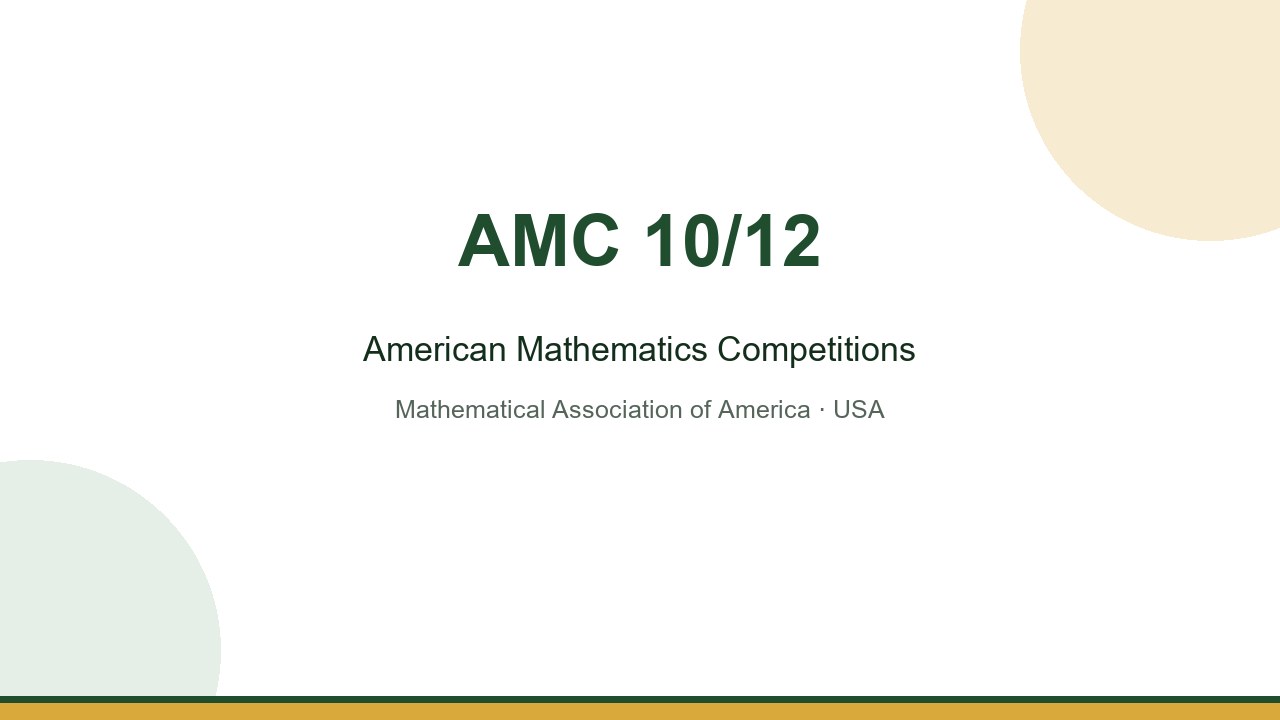 AMC 10/12
American Mathematics Competitions
Mathematical Association of America · USA